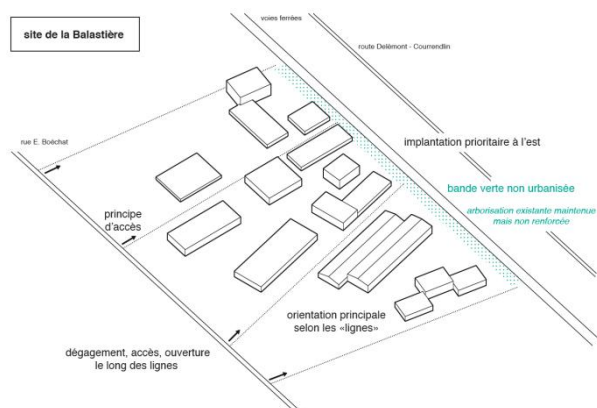 site de la Balastière
voies ferrées
route Delémont - Courrendlin
rue E. Boéchat
implantation prioritaire à l'est
bande verte non urbanisée
arborisation existante maintenue
mais non renforcée
principe
d'accès
orientation principale
selon les «lignes»
dégagement, accès, ouverture
le long des lignes